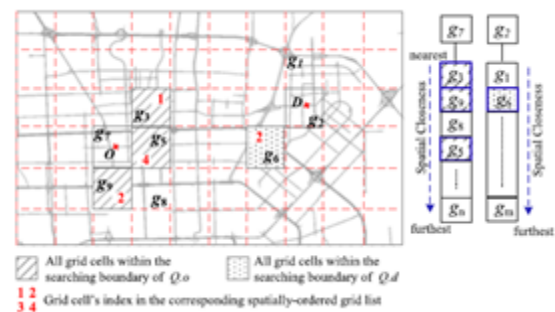 g1
1
D
g3
g2
g7
g5
2
O
4
g6
g9
2
g8
g7
g2
nearest
g3
g1
g9
g6
g8
g5
gn
gm
Spatial Closeness
Spatial Closeness
furthest
furthest
All grid cells within the
searching boundary of Q.o
All grid cells within the
searching boundary of Q.d
1 2
3 4
Grid cell's index in the corresponding spatially-ordered grid list